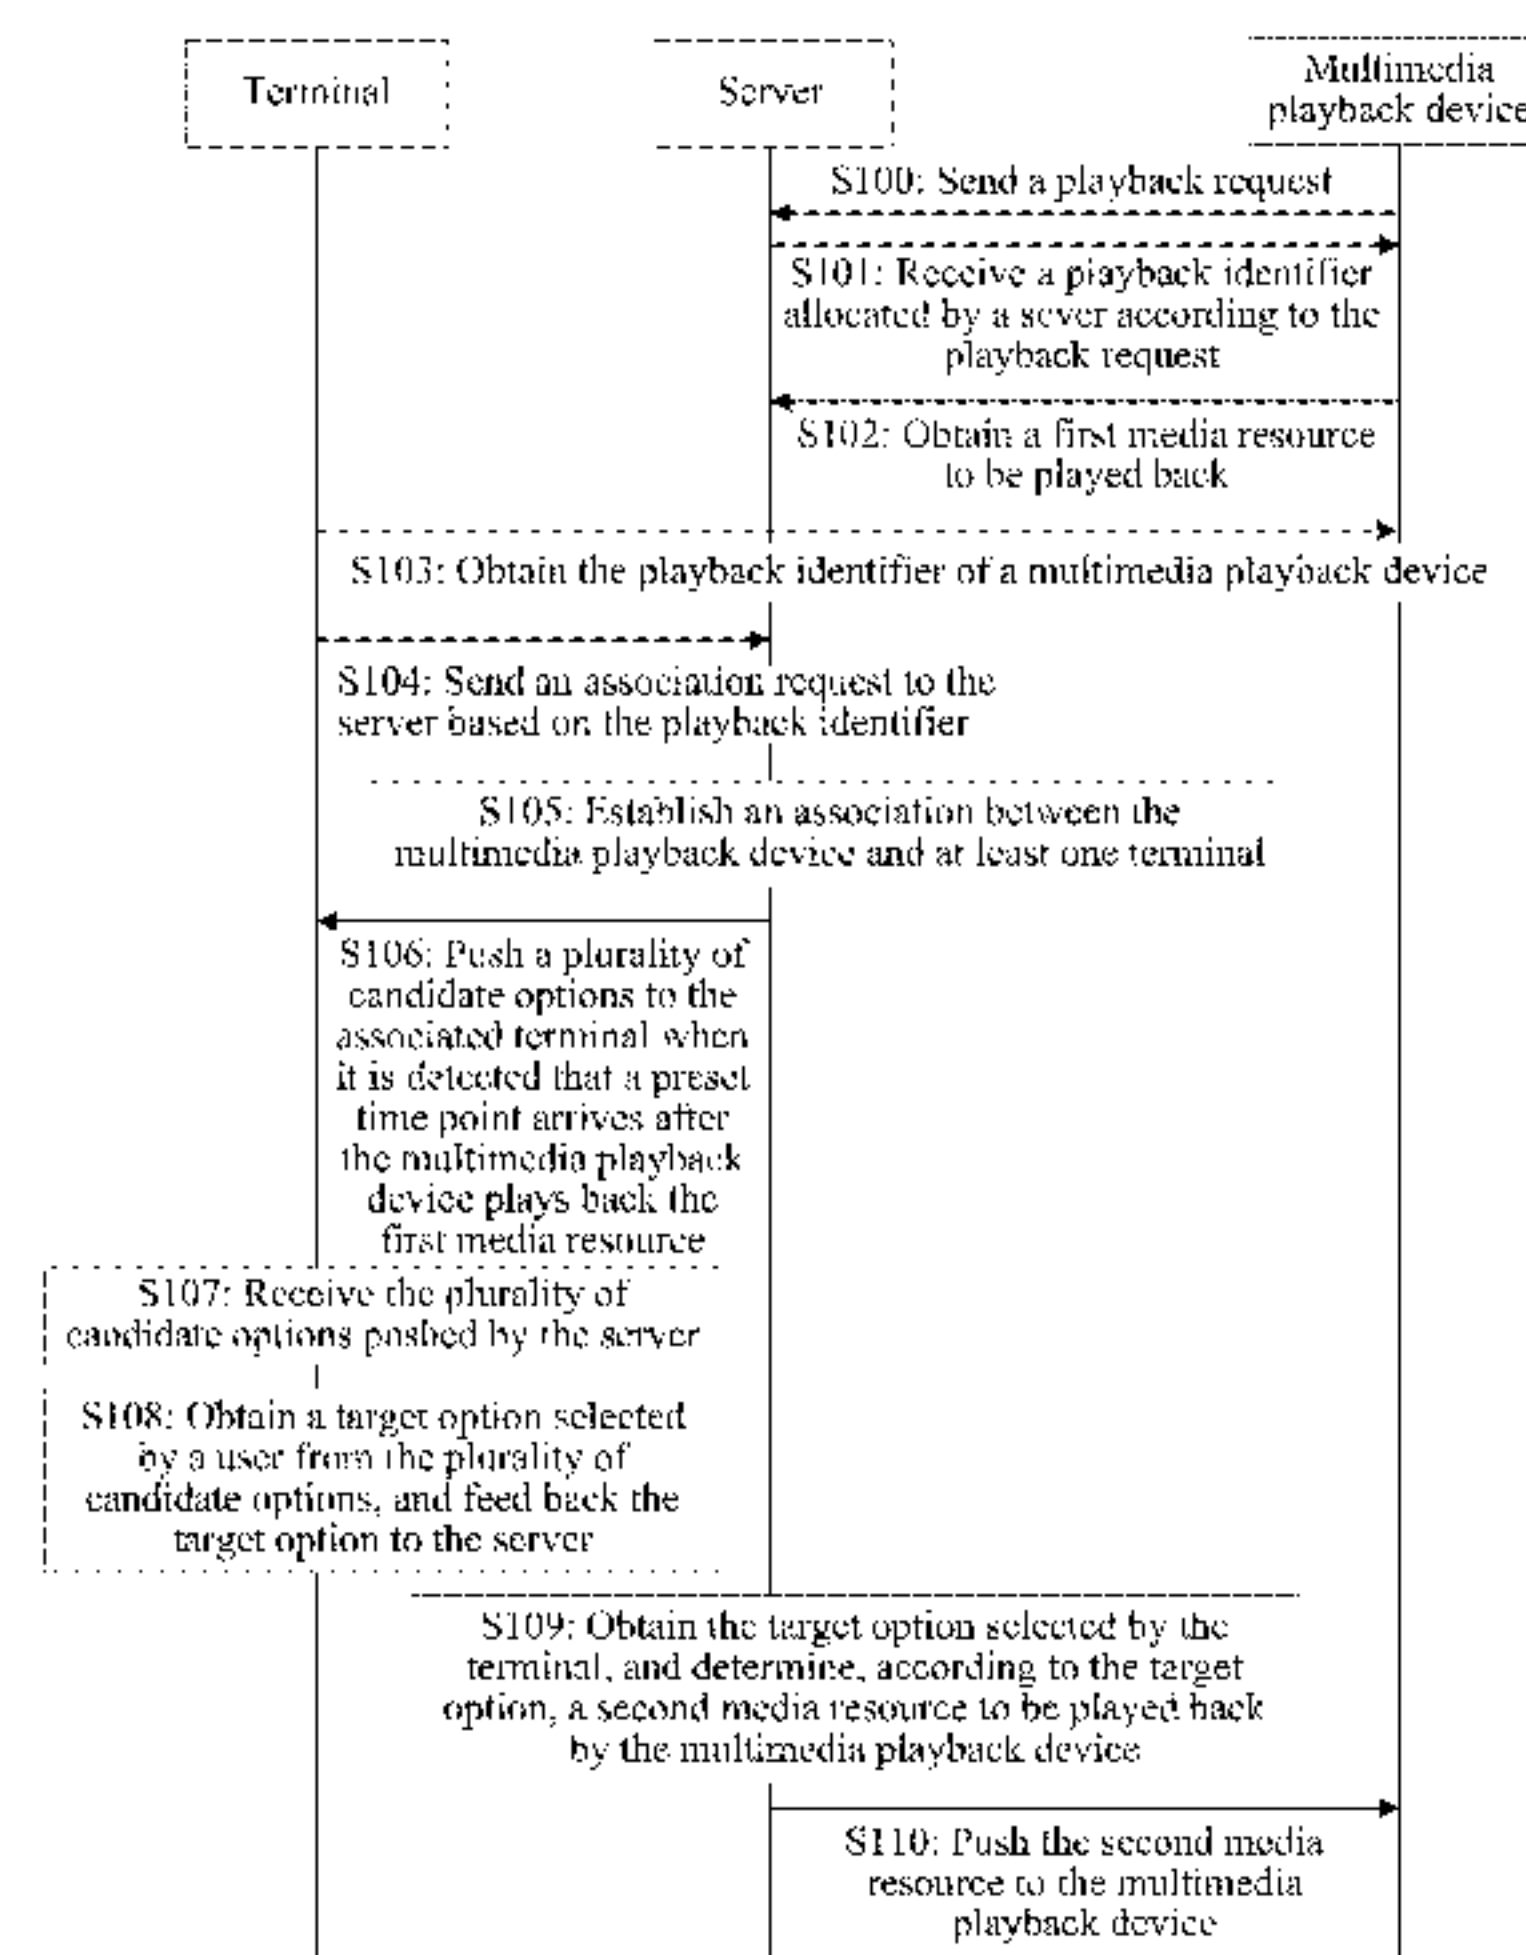 Terminal
Server
Multimedia
playback device
S100: Send a playback request
S101: Receive a playback identifier
allocated by a sever according to the
playback request
S102: Obtain a first media resource
to be played back
S103: Obtain the playback identifier of a multimedia playback device
S104: Send an association request to the
server based on the playback identifier
S105: Establish an association between the
multimedia playback device and at least one terminal
S106: Push a plurality of
candidate options to the
associated terminal when
it is detected that a preset
time point arrives after
the multimedia playback
device plays back the
first media resource
S107: Receive the plurality of
candidate options pushed by the server
S108: Obtain a target option selected
by a user from the plurality of
candidate options, and feed back the
target option to the server
S109: Obtain the target option selected by the
terminal, and determine, according to the target
option, a second media resource to be played back
by the multimedia playback device
S110: Push the second media
resource to the multimedia
playback device